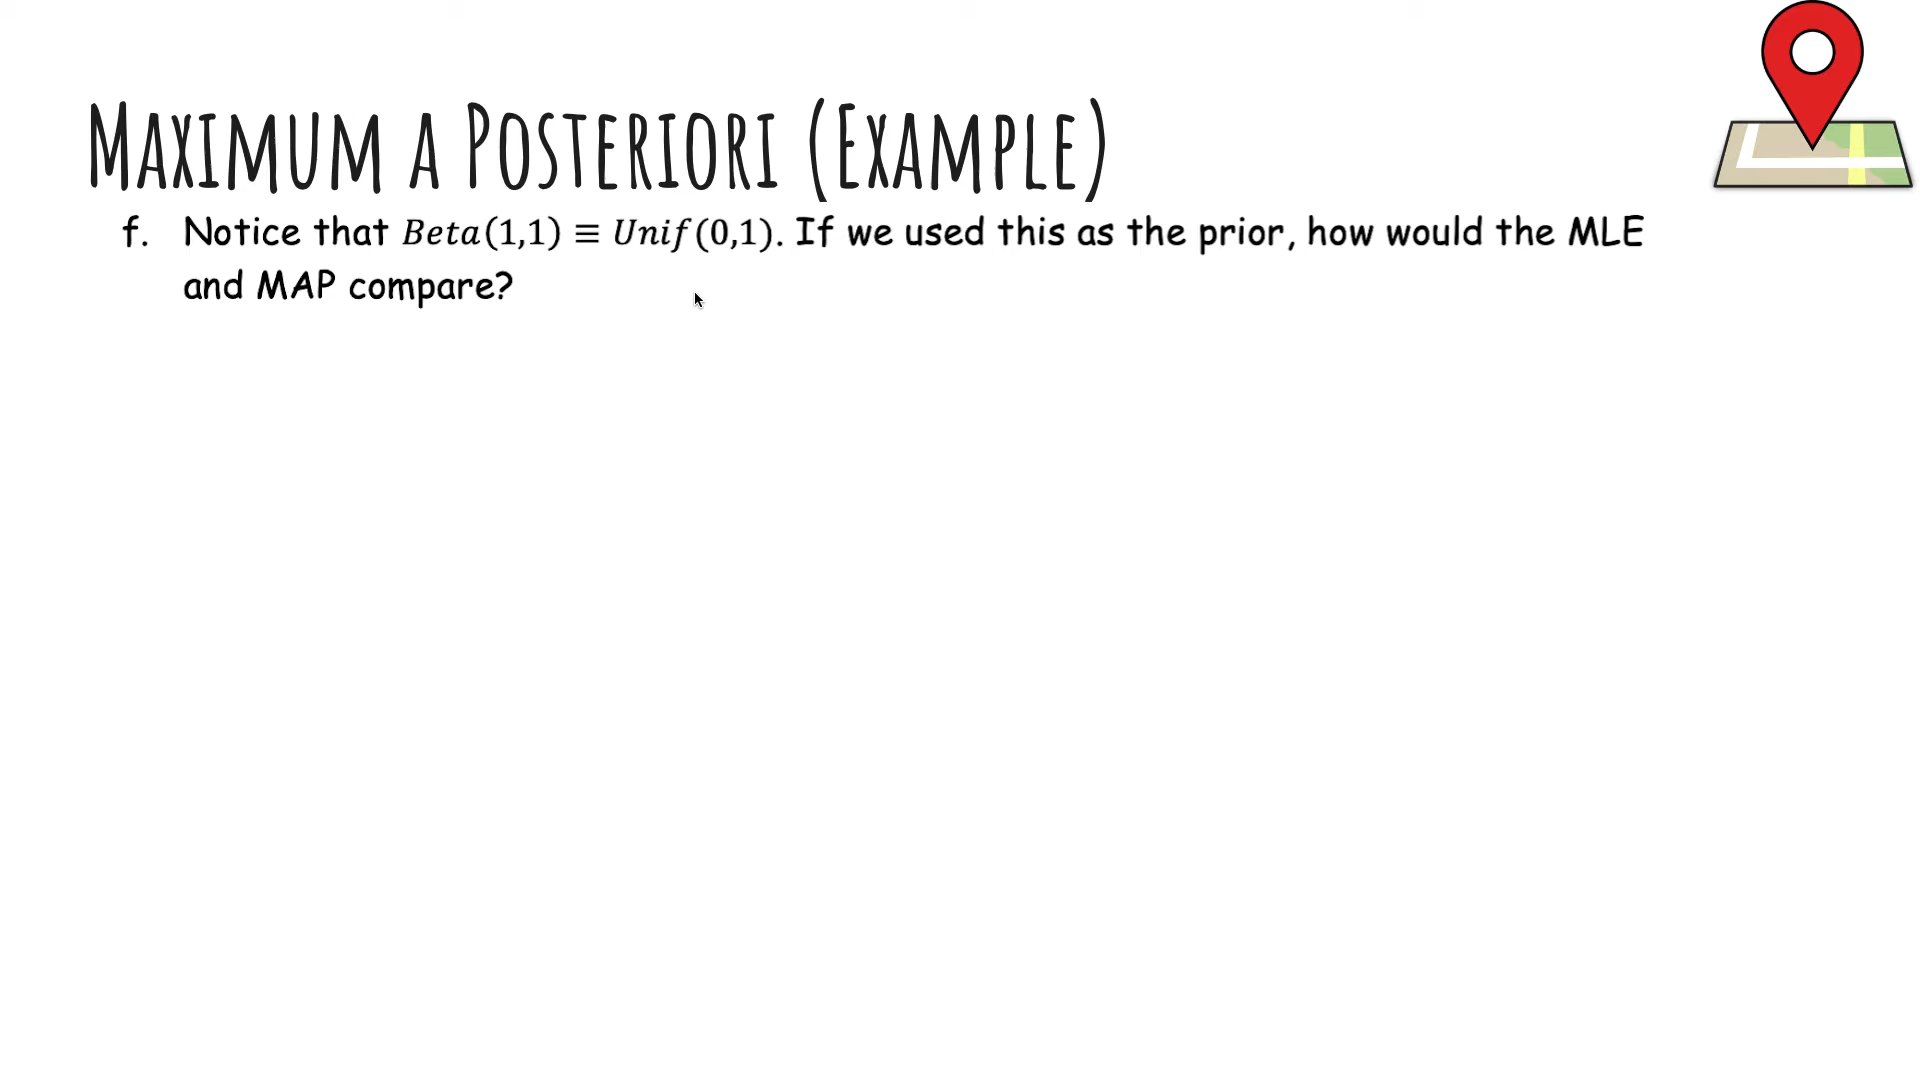 MAXIMUM A POSTERIORI (EXAMPLE)
f. Notice that Beta(1,1) ≡ Unif(0,1). If we used this as the prior, how would the MLE
and MAP compare?